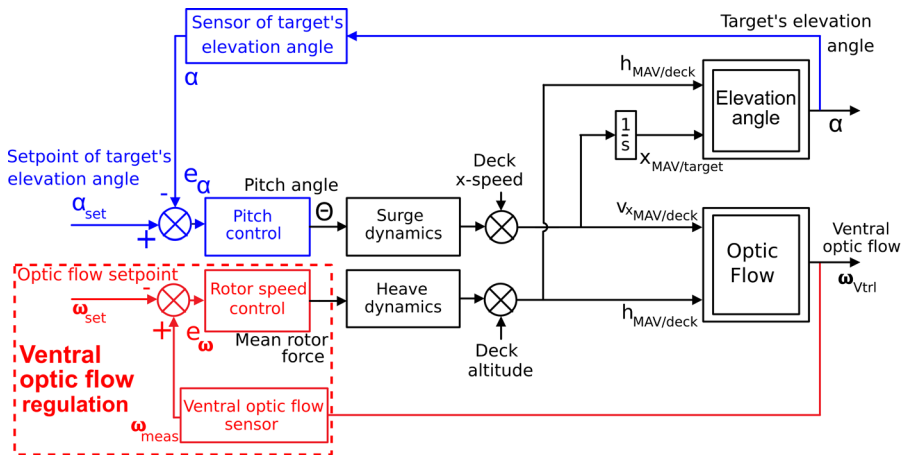 Sensor of target's
elevation angle
Target's elevation
angle
α
h MAV/deck
Elevation
angle
α
1
s
x MAV/target
Setpoint of target's
elevation angle
α set
-
+
e α
Pitch
control
Pitch angle
Θ
Surge
dynamics
Deck
x-speed
v x MAV/deck
Optic
Flow
Ventral
optic flow
ω Vtrl
Optic flow setpoint
ω set
-
+
e ω
Rotor speed
control
Mean rotor
force
Heave
dynamics
Deck
altitude
h MAV/deck
Ventral
optic flow
regulation
ω meas
Ventral optic flow
sensor